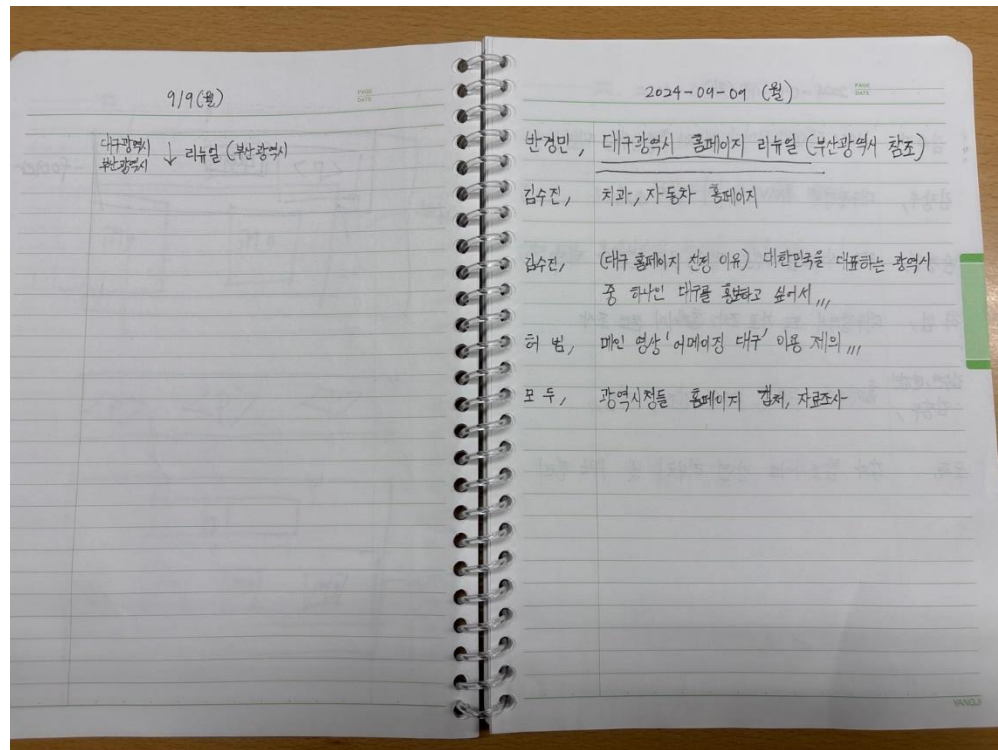 9/9(월)
대구광역시
부산광역시 ↓ 리뉴얼 (부산광역시
PAGE
DATE
2024-09-09 (월)
PAGE
DATE
반경민, 대구광역시 홈페이지 리뉴얼 (부산광역시 참조)
김수진, 치과, 자동차 홈페이지
김수진, (대구 홈페이지 선정 이유) 대한민국을 대표하는 광역시
중 하나인 대구를 홍보하고 싶어서,,,
허 범, 메인 영상 '어메이징 대구' 이용 제의,,,
모 두, 광역시청들 홈페이지 캡처, 자료조사